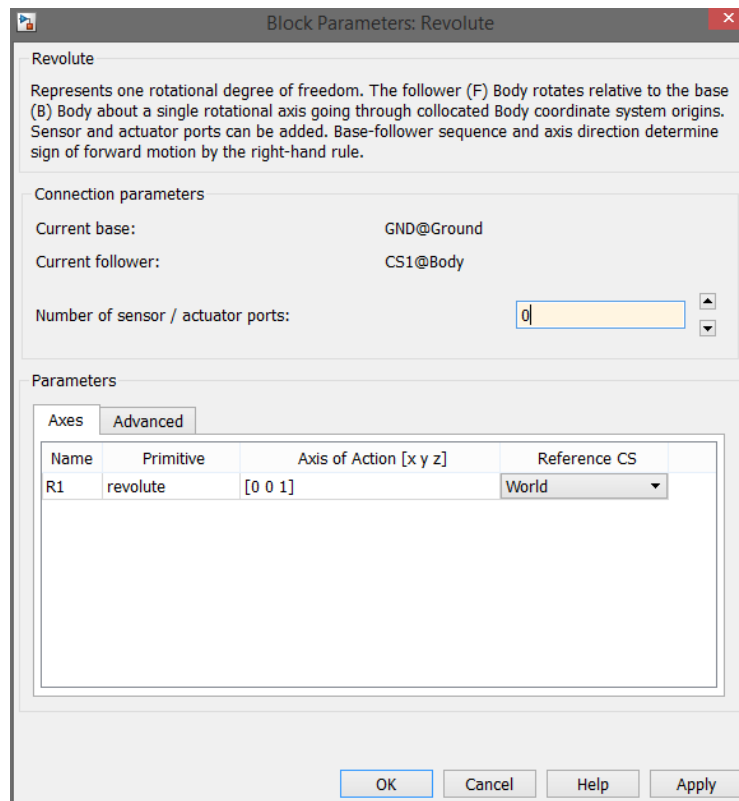 Block Parameters: Revolute
Revolute
Represents one rotational degree of freedom. The follower (F) Body rotates relative to the base
(B) Body about a single rotational axis going through collocated Body coordinate system origins.
Sensor and actuator ports can be added. Base-follower sequence and axis direction determine
sign of forward motion by the right-hand rule.
Connection parameters
Current base: GND@Ground
Current follower: CS1@Body
Number of sensor / actuator ports: 0
Parameters
Axes Advanced
Name Primitive Axis of Action [x y z] Reference CS
R1 revolute [0 0 1] World
OK Cancel Help Apply